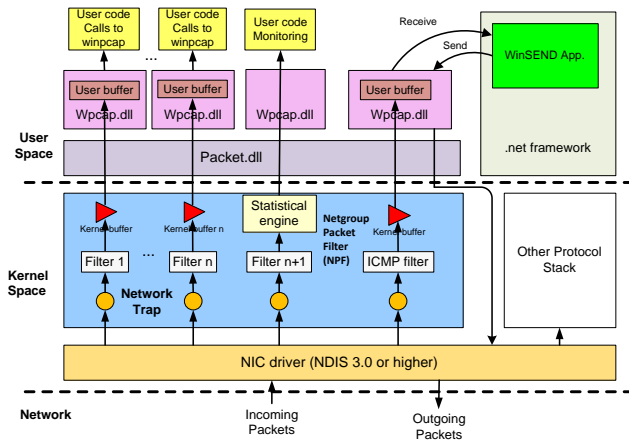 User code
Calls to
winpcap
...
User code
Calls to
winpcap
User code
Monitoring
Receive
Send
WinSEND App.
User buffer
Wpcap.dll
User buffer
Wpcap.dll
Wpcap.dll
User buffer
Wpcap.dll
.net framework
User
Space
Packet.dll
Kernel buffer
Kernel buffer n
Statistical
engine
Netgroup
Packet
Filter
(NPF)
Kernel buffer
Kernel
Space
Filter 1
...
Filter n
Filter n+1
ICMP filter
Other Protocol
Stack
Network
Trap
NIC driver (NDIS 3.0 or higher)
Network
Incoming
Packets
Outgoing
Packets